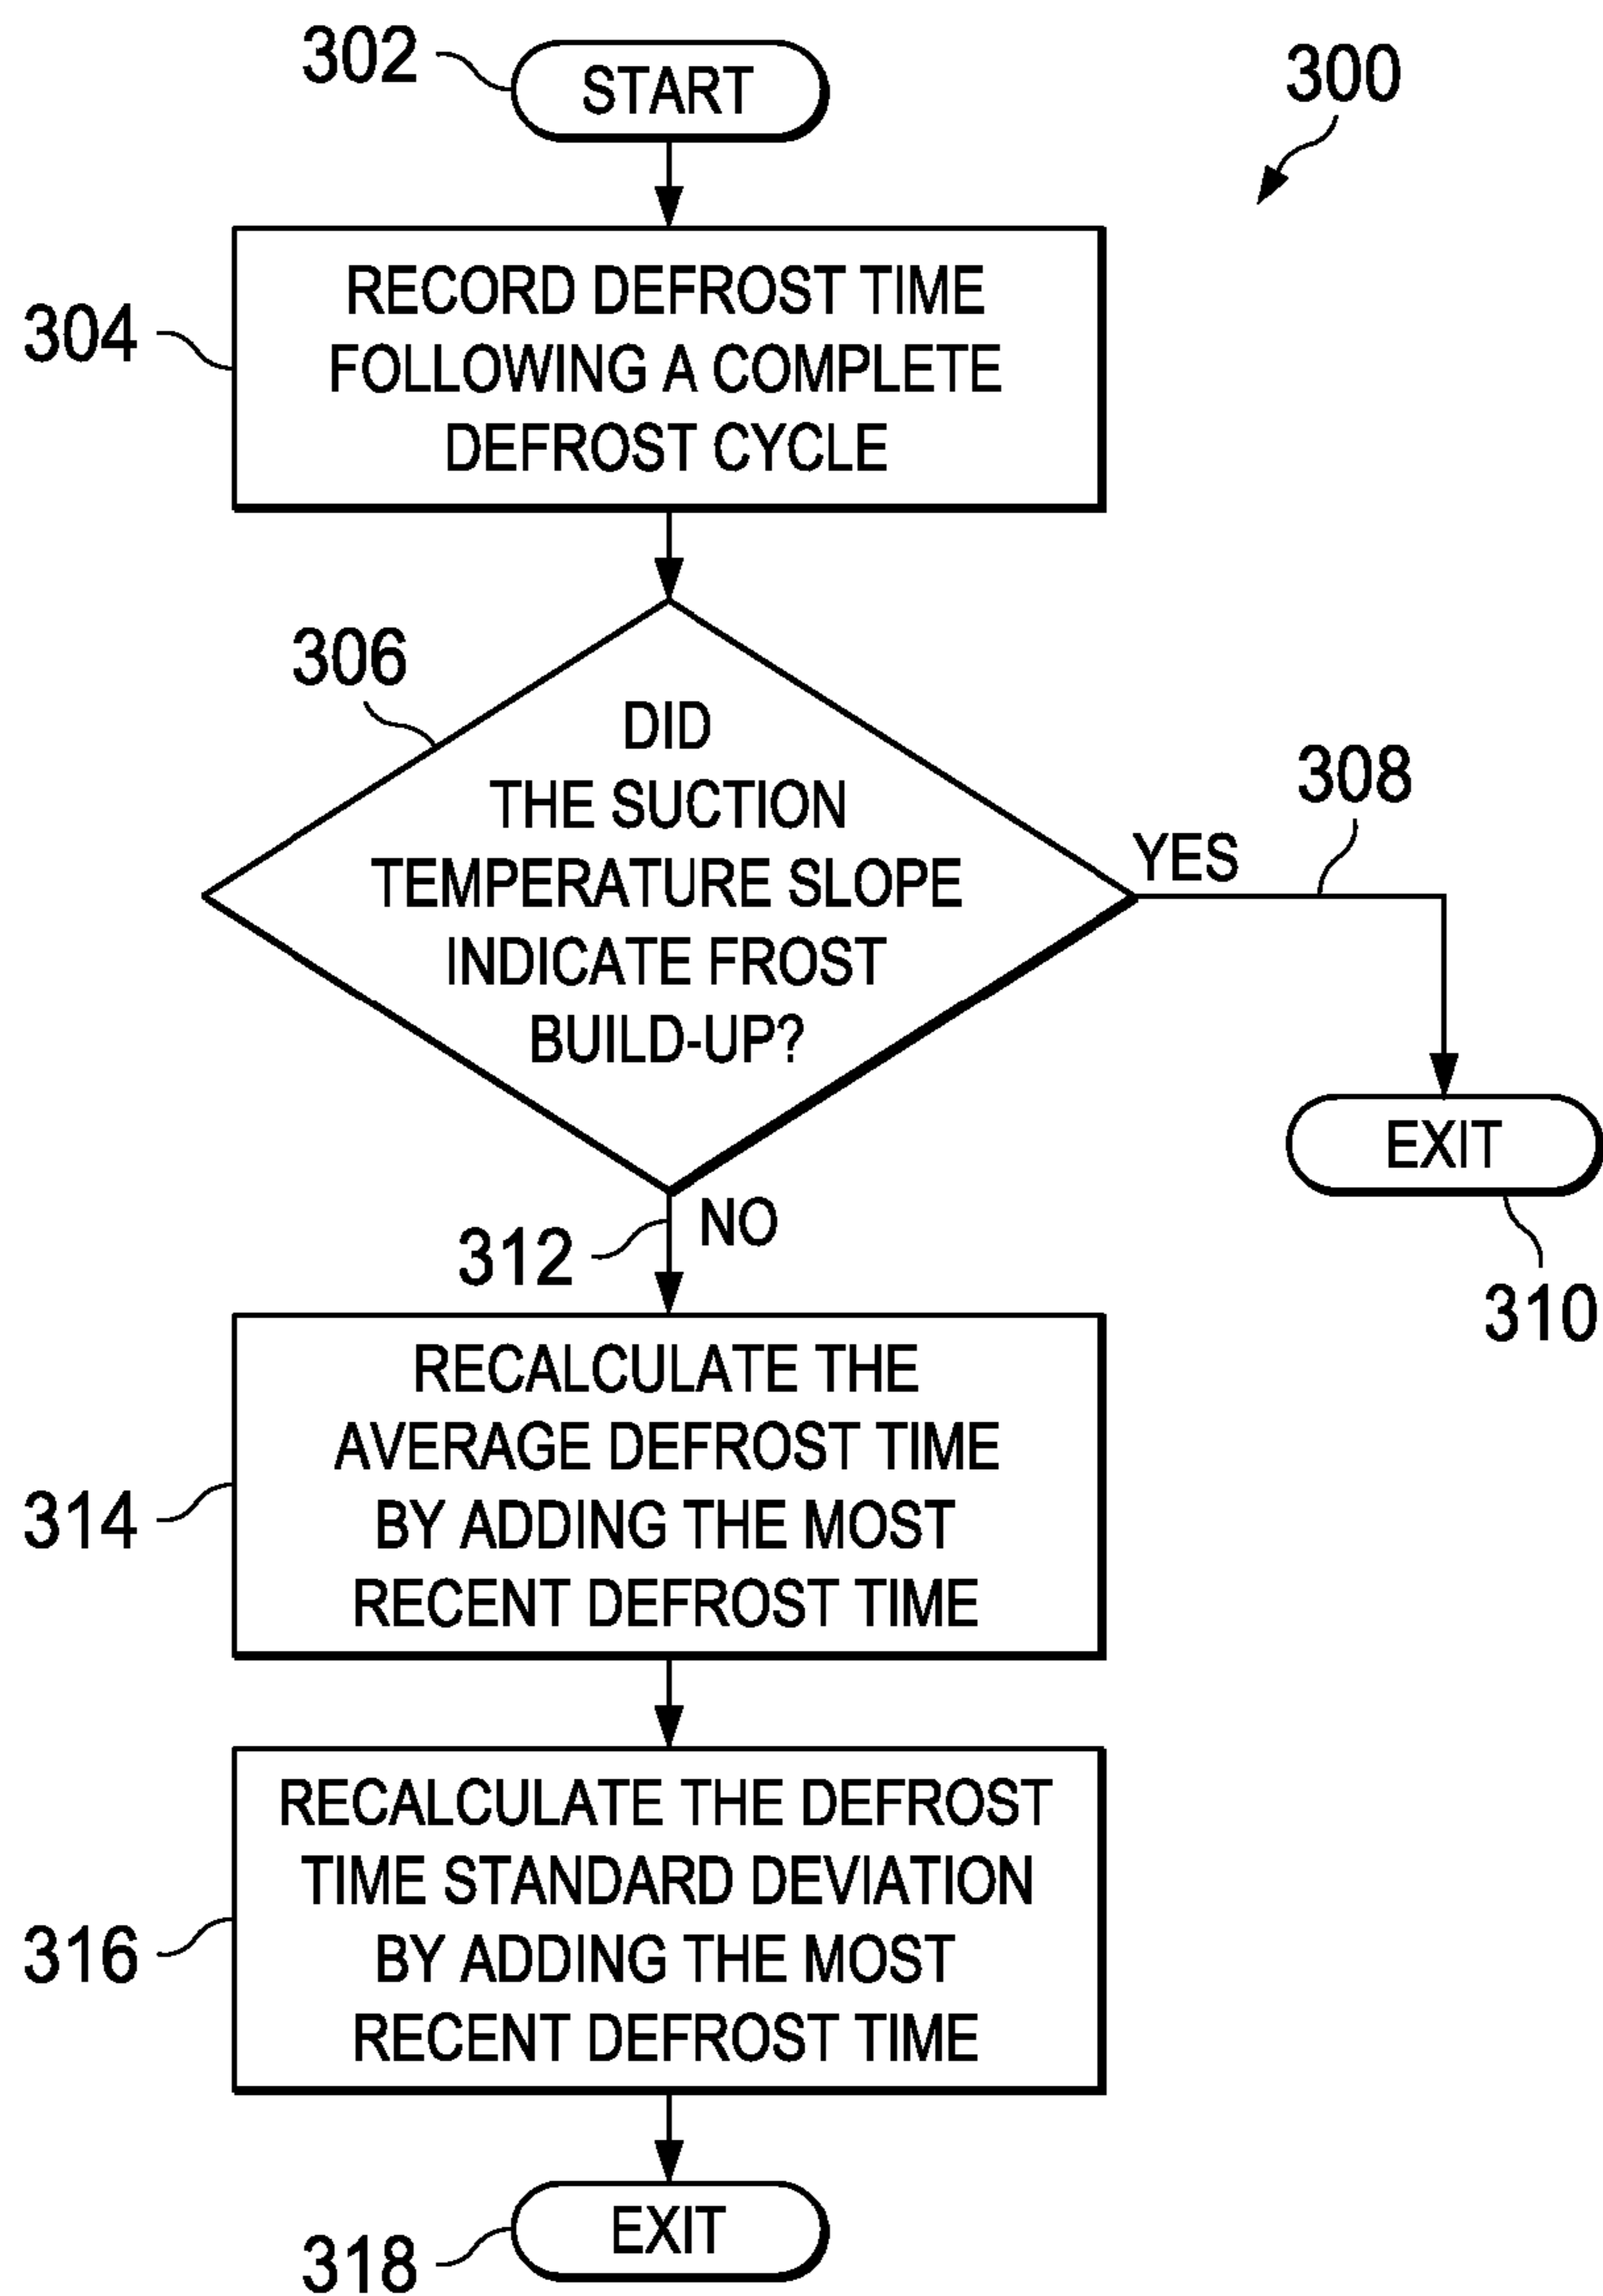 302
START
300
304
RECORD DEFROST TIME
FOLLOWING A COMPLETE
DEFROST CYCLE
306
DID
THE SUCTION
TEMPERATURE SLOPE
INDICATE FROST
BUILD-UP?
YES
308
EXIT
310
NO
312
314
RECALCULATE THE
AVERAGE DEFROST TIME
BY ADDING THE MOST
RECENT DEFROST TIME
316
RECALCULATE THE DEFROST
TIME STANDARD DEVIATION
BY ADDING THE MOST
RECENT DEFROST TIME
EXIT
318